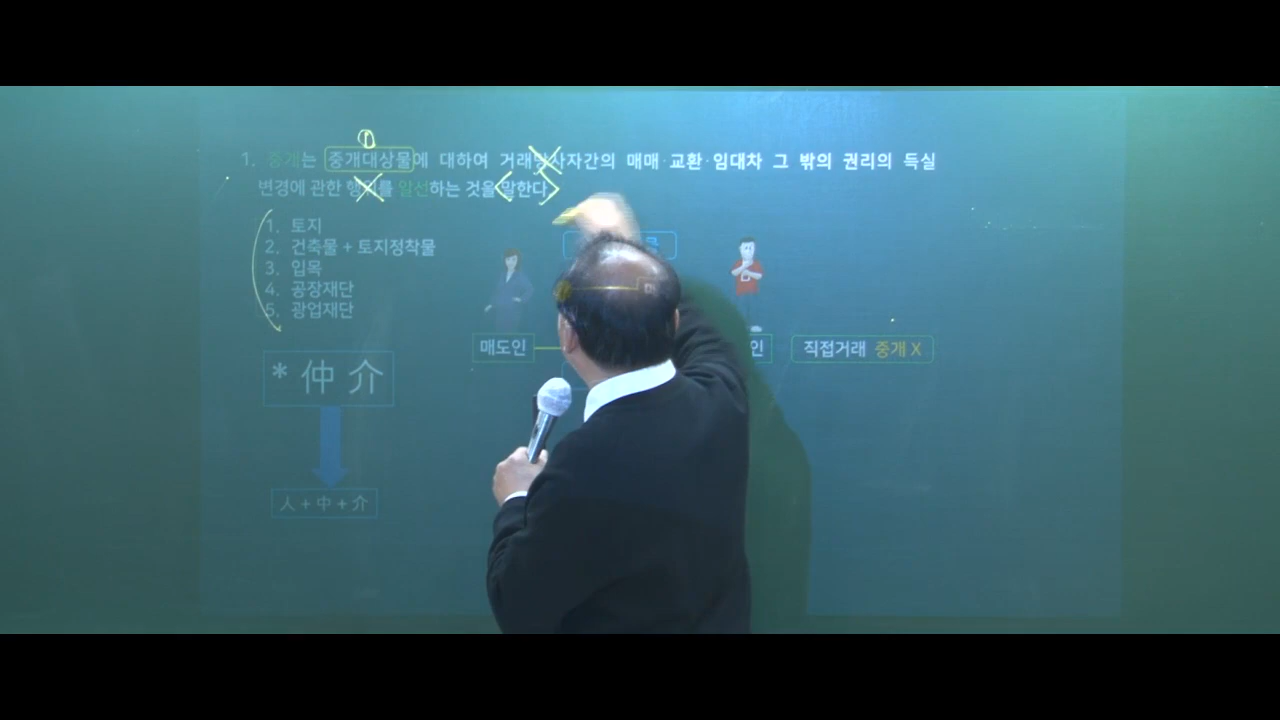 ①
1. 중개는 중개대상물에 대하여 거래당사자간의 매매·교환·임대차 그 밖의 권리의 득실
변경에 관한 행위를 알선하는 것을 말한다.
1. 토지
2. 건축물 + 토지정착물
3. 입목
4. 공장재단
5. 광업재단
매도인
인
직접거래 중개 X
* 仲 介
人 + 中 + 介